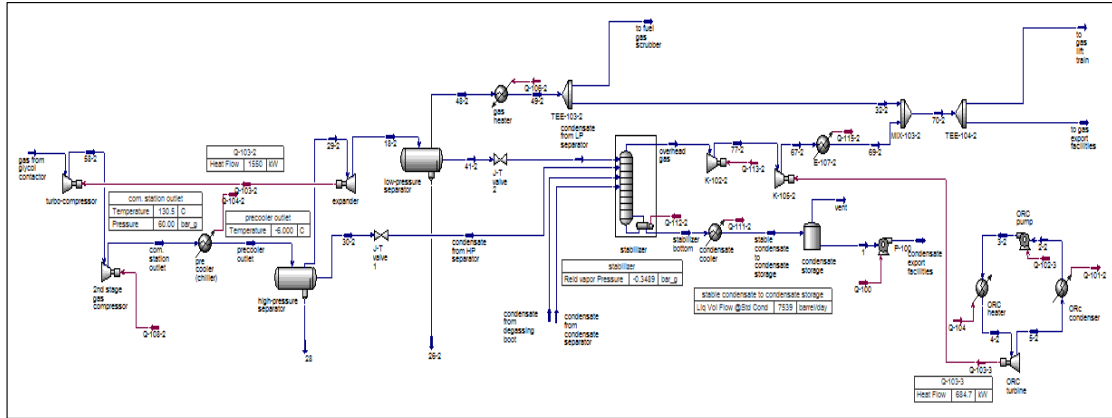 to fuel
gas
scrubber
to
gas
lift
train
48-2
Q-106-2
49-2
gas
heater
TEE-103-2
32-2
MIX-103-2
70-2
TEE-104-2
to gas
export
facilities
gas from
glycol
contactor
58-2
turbo-compressor
Q-103-2
Heat Flow 1550 kW
Q-103-2
29-2
18-2
expander
low-pressure
separator
41-2
J-T
valve
2
condensate
from LP
separator
overhead
gas
77-2
K-102-2
Q-113-2
67-2
Q-115-2
E-107-2
69-2
K-105-2
com. station outlet
Temperature 130.5 C
Pressure 60.00 bar_g
Q-104-2
precooler outlet
Temperature -6.000 C
com.
station
outlet
pre
cooler
(chiller)
precooler
outlet
2nd stage
gas
compressor
Q-108-2
high-pressure
separator
30-2
J-T
valve
1
condensate
from HP
separator
28
26-2
Q-112-2
stabilizer
stabilizer
bottom
Q-111-2
condensate
cooler
stable
condensate
to
condensate
storage
vent
condensate
storage
1
P-100
condensate
export
facilities
Q-100
stabilizer
Reid vapor Pressure -0.3489 bar_g
stable condensate to condensate storage
Liq Vol Flow @Std Cond 7839 barrel/day
condensate
from
degassing
boot
condensate
from
condensate
separator
ORC
pump
3-2
2-2
Q-102-3
Q-101-2
ORC
heater
Q-104
ORC
condenser
4-2
5-2
Q-103-3
ORC
turbine
Q-103-3
Heat Flow 684.7 kW